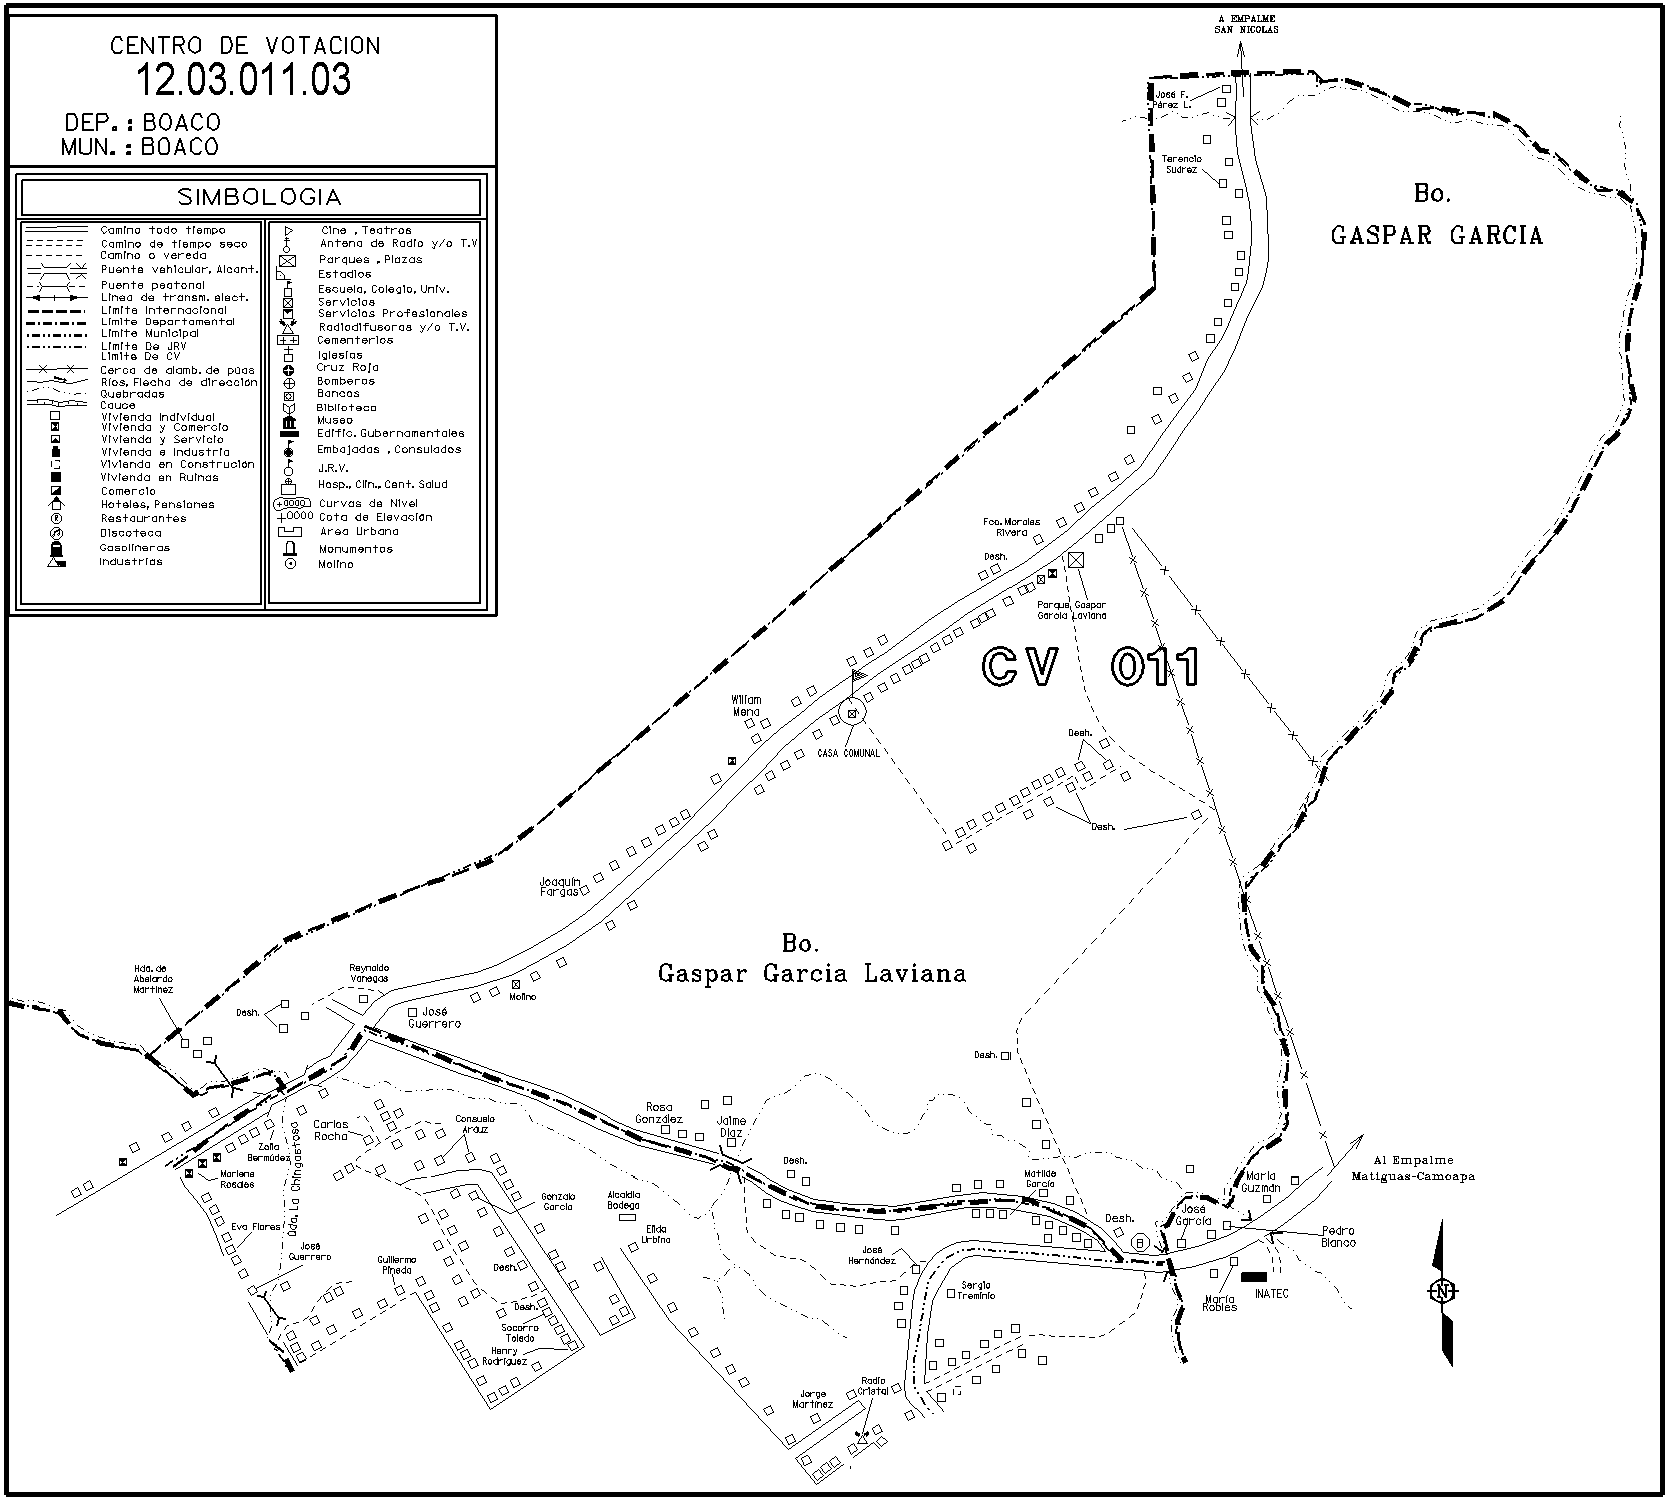 CENTRO DE VOTACION
12.03.011.03
DEP. : BOACO
MUN. : BOACO
SIMBOLOGIA
Camino todo tiempo
Camino de tiempo seco
Camino o vereda
Puente vehicular, Alcant.
Puente peatonal
Linea de transm. elect.
Limite Internacional
Limite Departamental
Limite Municipal
Limite De JRV
Limite De CV
Cerca de alamb. de púas
Ríos, Flecha de dirección
Quebradas
Cauce
Vivienda Individual
Vivienda y Comercio
Vivienda y Servicio
Vivienda e Industria
Vivienda en Construción
Vivienda en Ruinas
Comercio
Hoteles, Pensiones
Restaurantes
Discoteca
Gasolineras
Industrias
Cine , Teatros
Antena de Radio y/o T.V
Parques , Plazas
Estadios
Escuela, Colegio, Univ.
Servicios
Servicios Profesionales
Radiodifusoras y/o T.V.
Cementerios
Iglesias
Cruz Roja
Bomberos
Bancos
Biblioteca
Museo
Edific. Gubernamentales
Embajadas , Consulados
J.R.V.
Hosp., Clin., Cent. Salud
Curvas de Nivel
Cota de Elevación
Area Urbana
Monumentos
Molino
A EMPALME
SAN NICOLAS
José F.
Pérez L.
Terencio
Suárez
Bo.
GASPAR GARCIA
Fco. Morales
Rivera
Desh.
Parque Gaspar
García Laviana
CV 011
Wiliam
Mena
CASA COMUNAL
Desh.
Desh.
Joaquín
Fargas
Bo.
Gaspar Garcia Laviana
Hda. de
Abelardo
Martínez
Reynaldo
Vanegas
Desh.
Molino
José
Guerrero
Desh.
Rosa
González
Jaime
Díaz
Carlos
Rocha
Consuelo
Aráuz
Zoila
Bermúdez
Qda. La Chingastosa
Marlene
Rosales
Desh.
Matilde
García
María
Guzmán
Al Empalme
Matiguas-Camoapa
Gonzalo
García
Alcaldía
Bodega
Elida
Urbina
Eva Flores
José
Guerrero
Guillermo
Pineda
Desh.
José
Hernández
Desh.
José
García
Pedro
Blanco
Sergio
Treminio
María
Robles
INATEC
Desh.
Socorro
Toledo
Henry
Rodríguez
Jorge
Martínez
Radio
Cristal
N